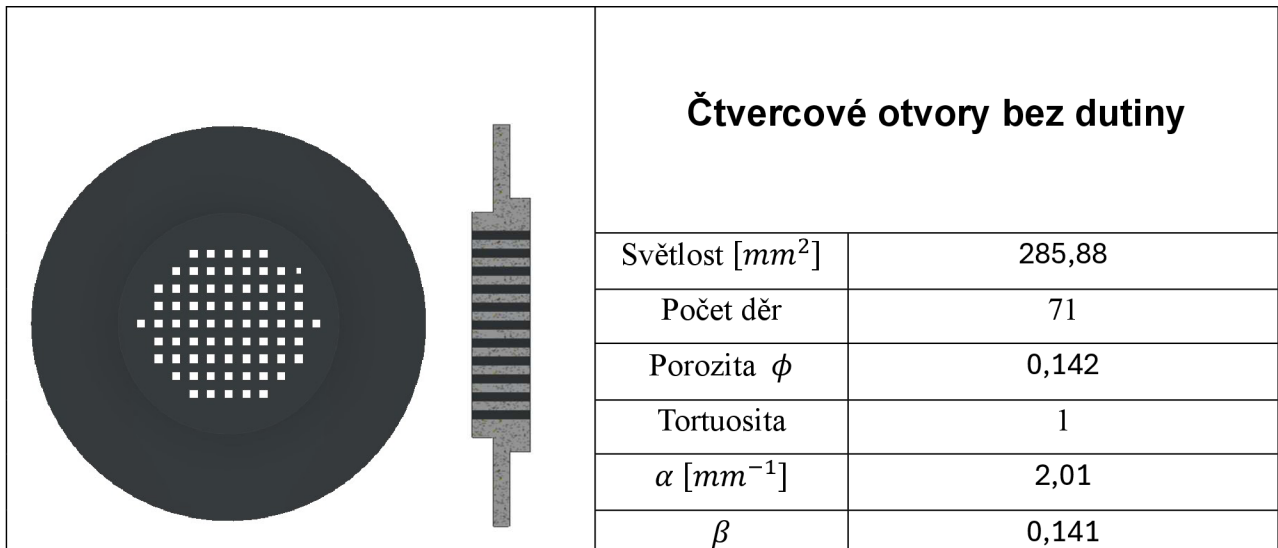 Čtvercové otvory bez dutiny
Světlost [mm²] 285,88
Počet děr 71
Porozita ϕ 0,142
Tortuosita 1
α [mm⁻¹] 2,01
β 0,141